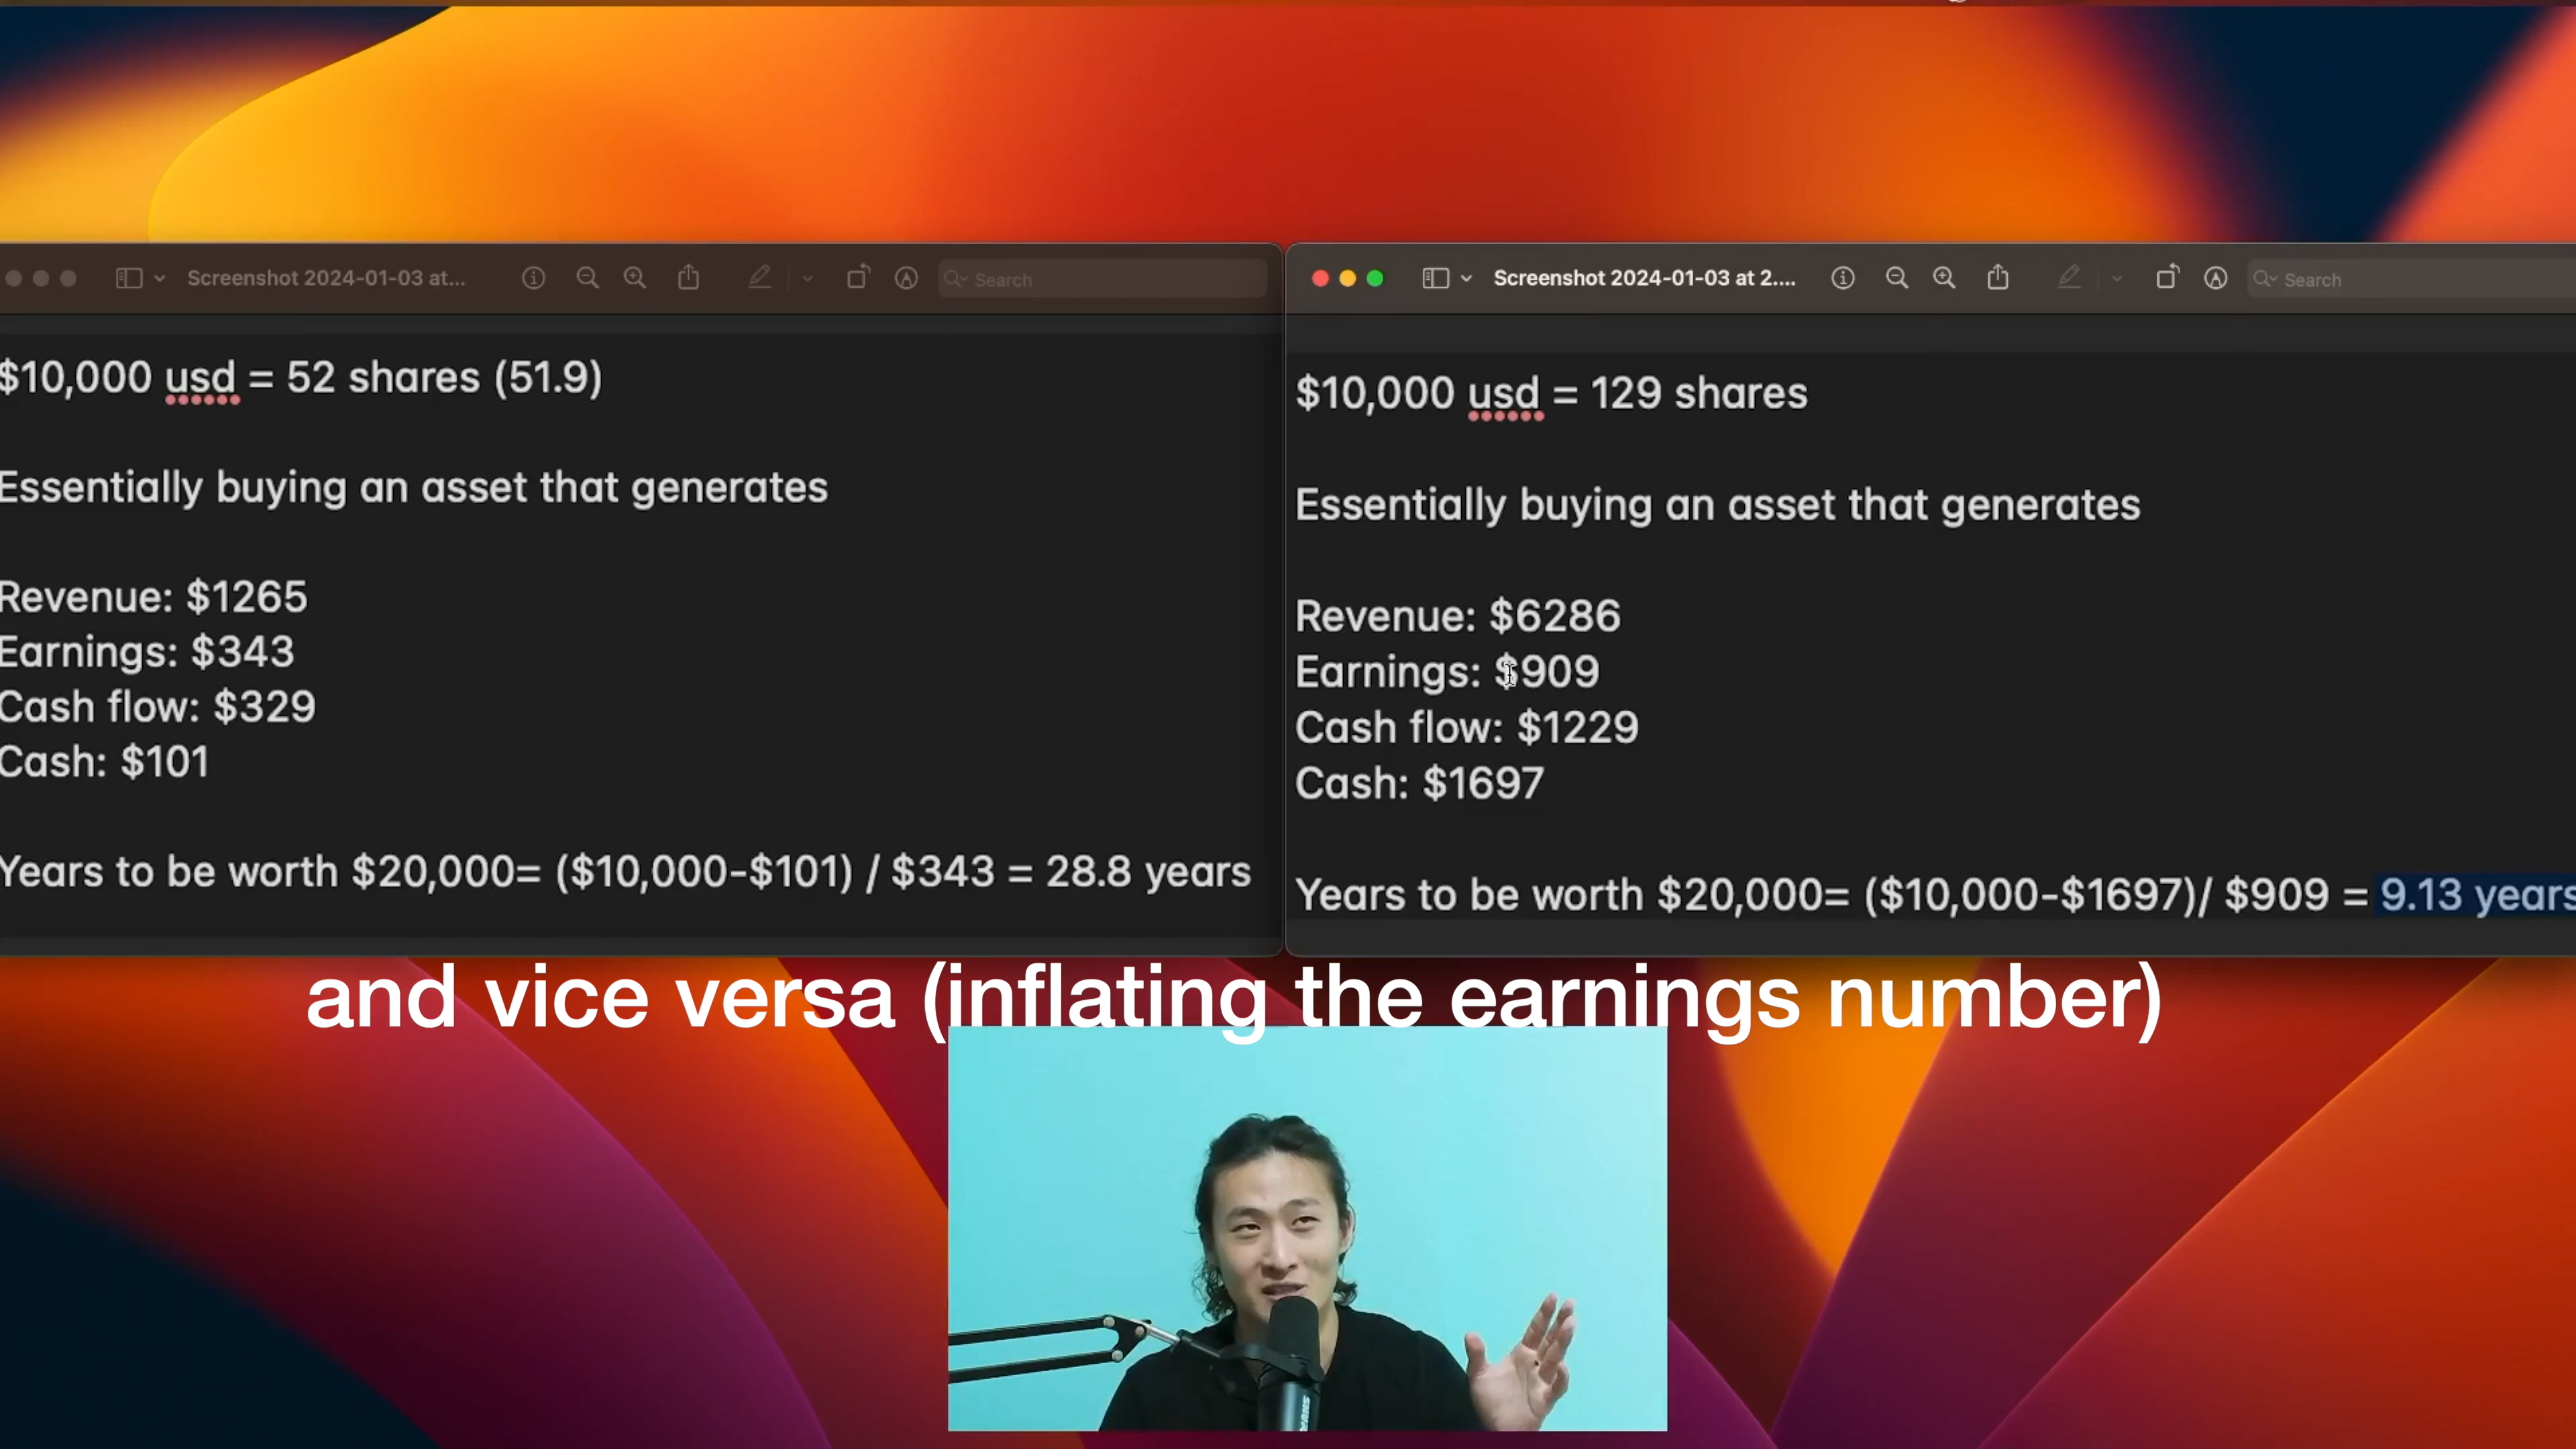 Screenshot 2024-01-03 at...
Search
$10,000 usd = 52 shares (51.9)
Essentially buying an asset that generates
Revenue: $1265
Earnings: $343
Cash flow: $329
Cash: $101
Years to be worth $20,000= ($10,000-$101) / $343 = 28.8 years
Screenshot 2024-01-03 at 2....
Search
$10,000 usd = 129 shares
Essentially buying an asset that generates
Revenue: $6286
Earnings: $909
Cash flow: $1229
Cash: $1697
Years to be worth $20,000= ($10,000-$1697)/ $909 = 9.13 years
and vice versa (inflating the earnings number)